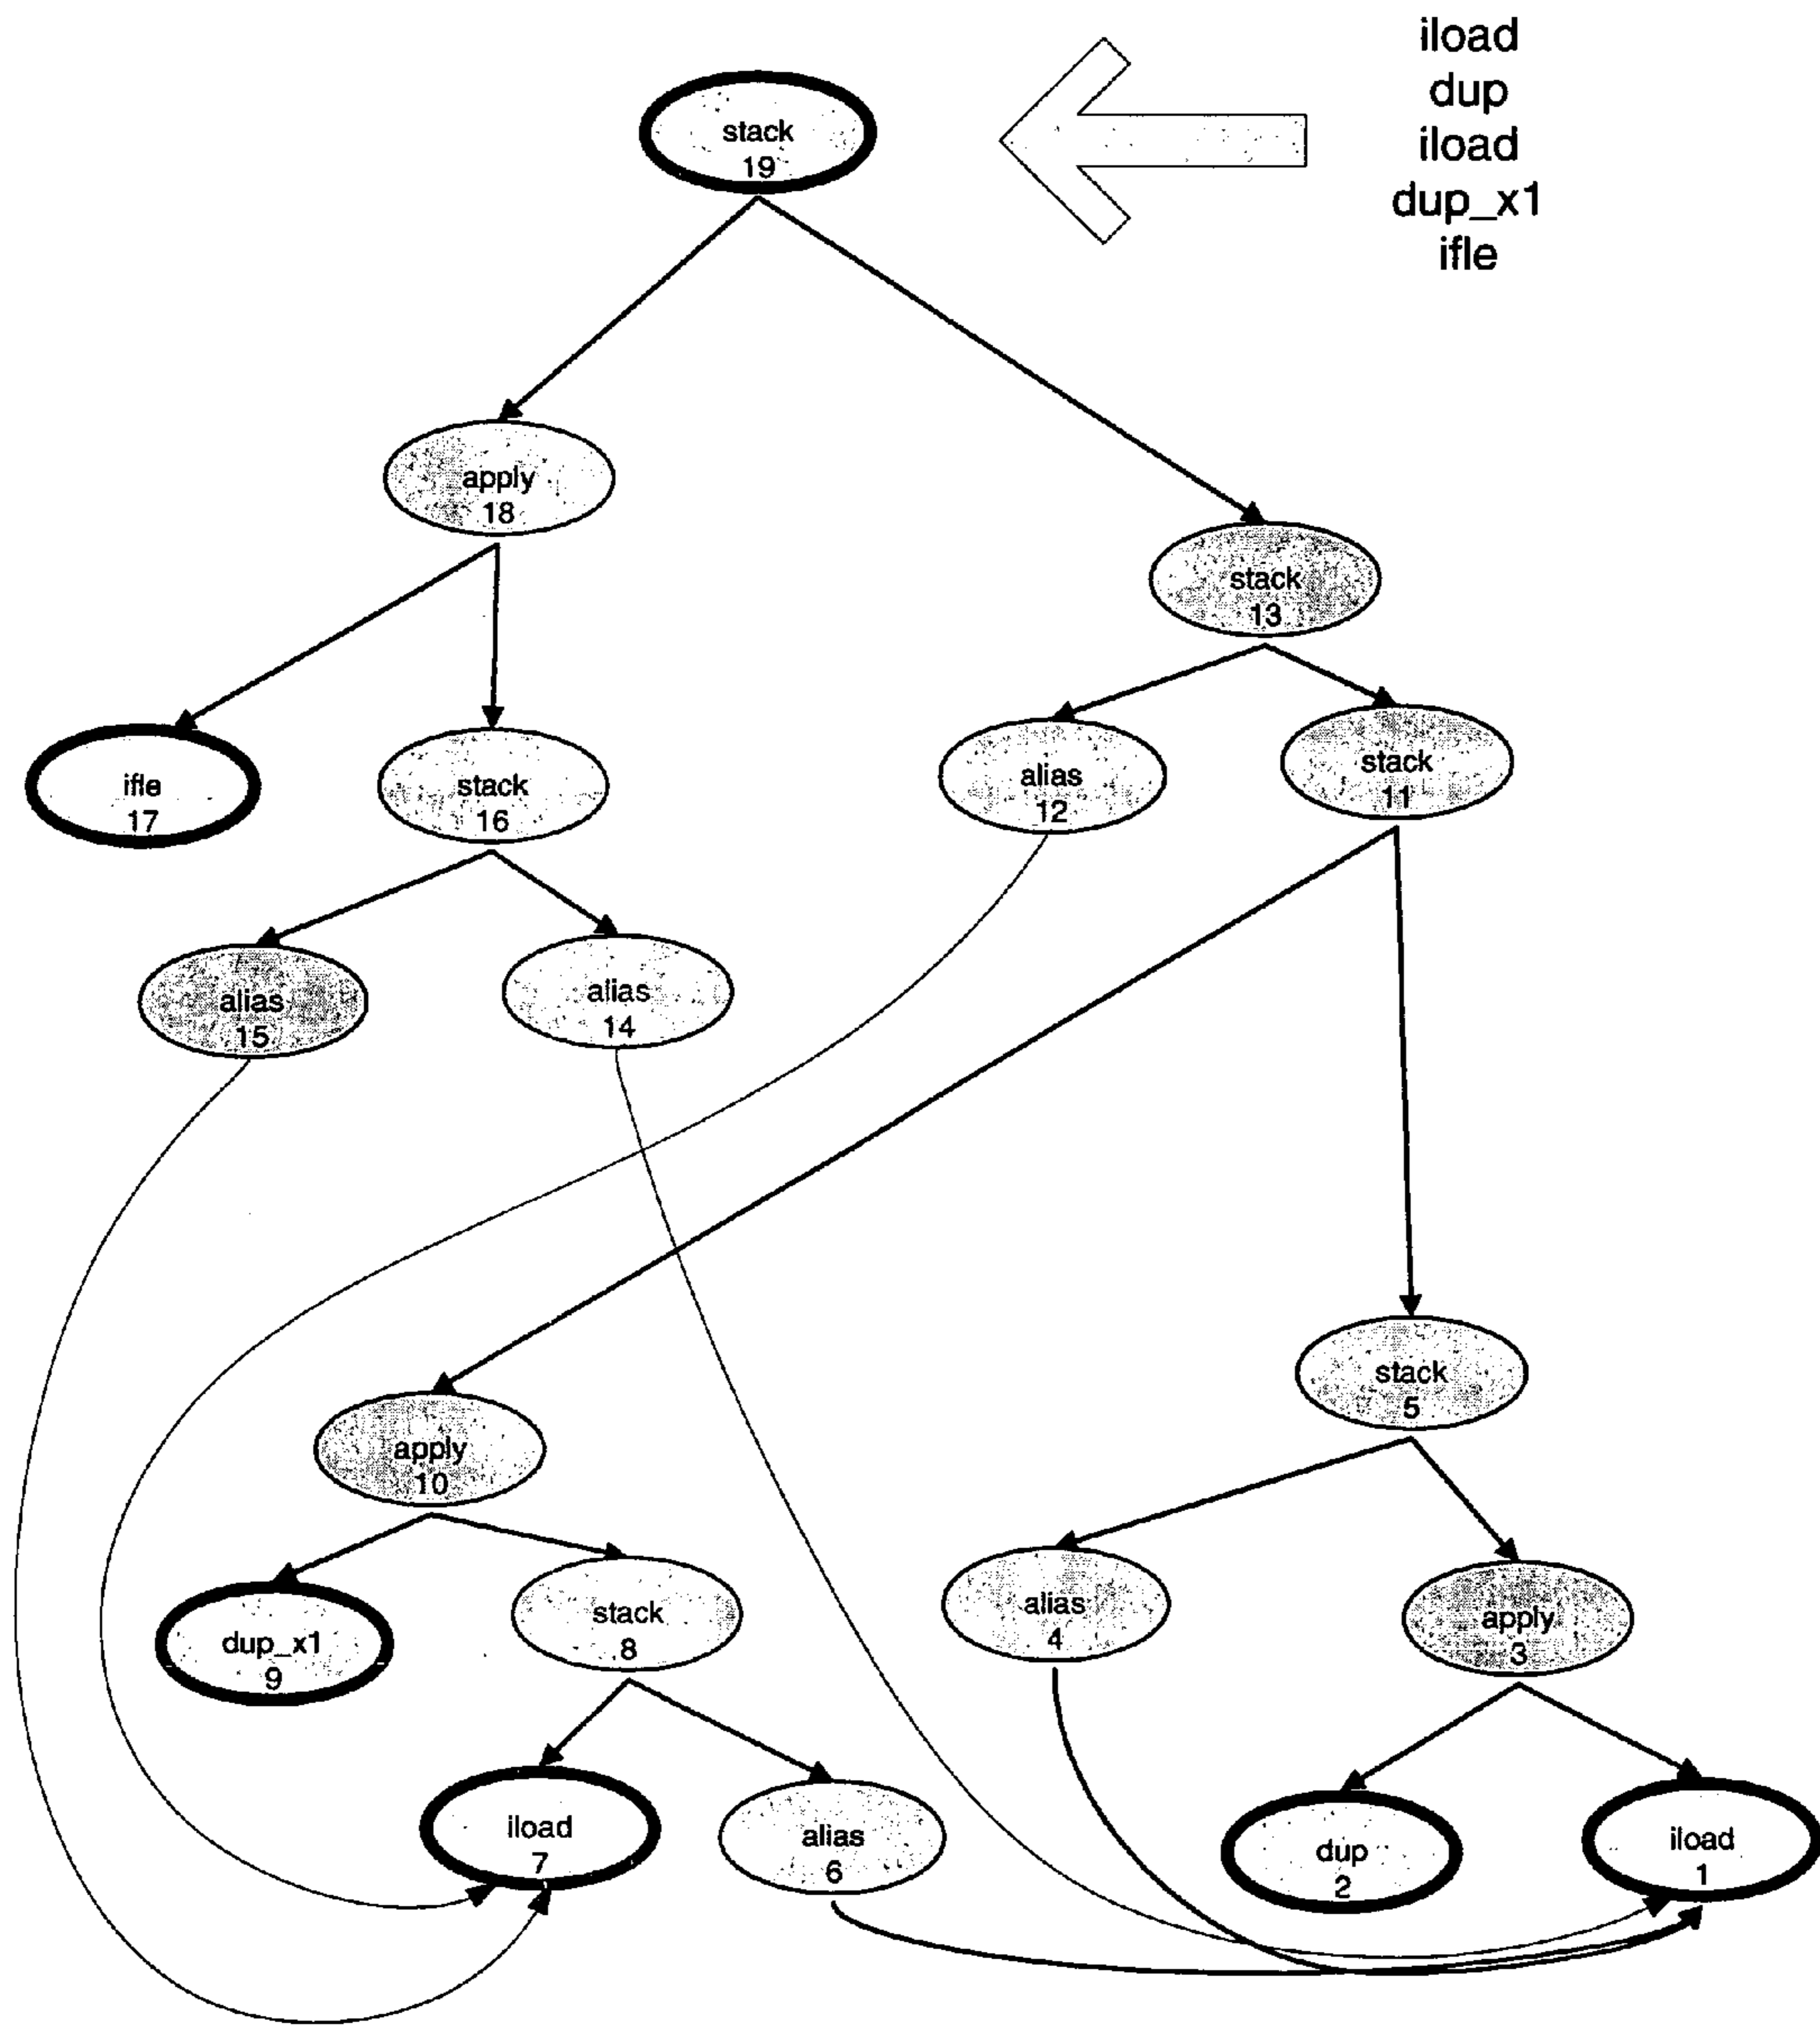 iload
dup
iload
dup_x1
ifle
stack
19
apply
18
stack
13
ifle
17
stack
16
alias
12
stack
11
alias
15
alias
14
stack
5
apply
10
alias
4
apply
3
dup_x1
9
stack
8
iload
7
alias
6
dup
2
iload
1